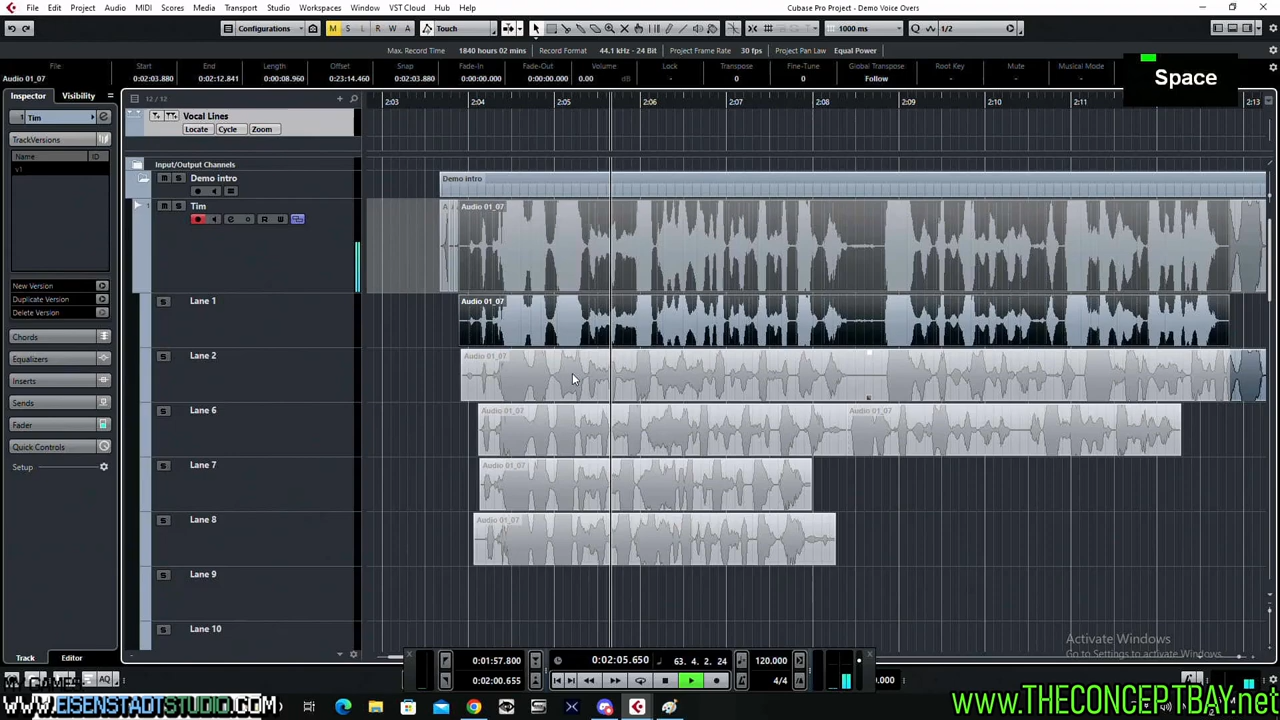 File Edit Project Audio MIDI Scores Media Transport Studio Workspaces Window VST Cloud Hub Help
Cubase Pro Project - Demo Voice Overs
Configurations M S L R W A Touch 1000 ms Q 1/2
Max. Record Time 1840 hours 02 mins Record Format 44.1 kHz - 24 Bit Project Frame Rate 30 fps Project Pan Law Equal Power
File Start End Length Offset Snap Fade-In Fade-Out Volume Lock Transpose Fine-Tune Global Transpose Root Key Mute Musical Mode
Audio 01_07 0:02:03.880 0:02:12.841 0:00:08.960 0:23:14.460 0:02:03.880 0:00:00.000 0:00:00.000 0.00 dB - 0 0 Follow - - -
Space
Inspector Visibility
12 / 12
2:03 2:04 2:05 2:06 2:07 2:08 2:09 2:10 2:11 2:13
1 Tim
TrackVersions
Name ID
v1
New Version
Duplicate Version
Delete Version
Chords
Equalizers
Inserts
Sends
Fader
Quick Controls
Setup
Vocal Lines
Locate Cycle Zoom
Input/Output Channels
M S Demo intro
Demo intro
1 M S Tim
e R W
A Audio 01_07
S Lane 1
Audio 01_07
S Lane 2
Audio 01_07
S Lane 6
Audio 01_07 Audio 01_07
S Lane 7
Audio 01_07
S Lane 8
Audio 01_07
S Lane 9
S Lane 10
Activate Windows
Go to Settings to activate Windows.
Track Editor
0:01:57.800 0:02:05.650 63. 4. 2. 24 120.000
0:02:00.655 4/4
AQ
WWW.EISENSTADTSTUDIO.COM
www.THECONCEPTBAY.net